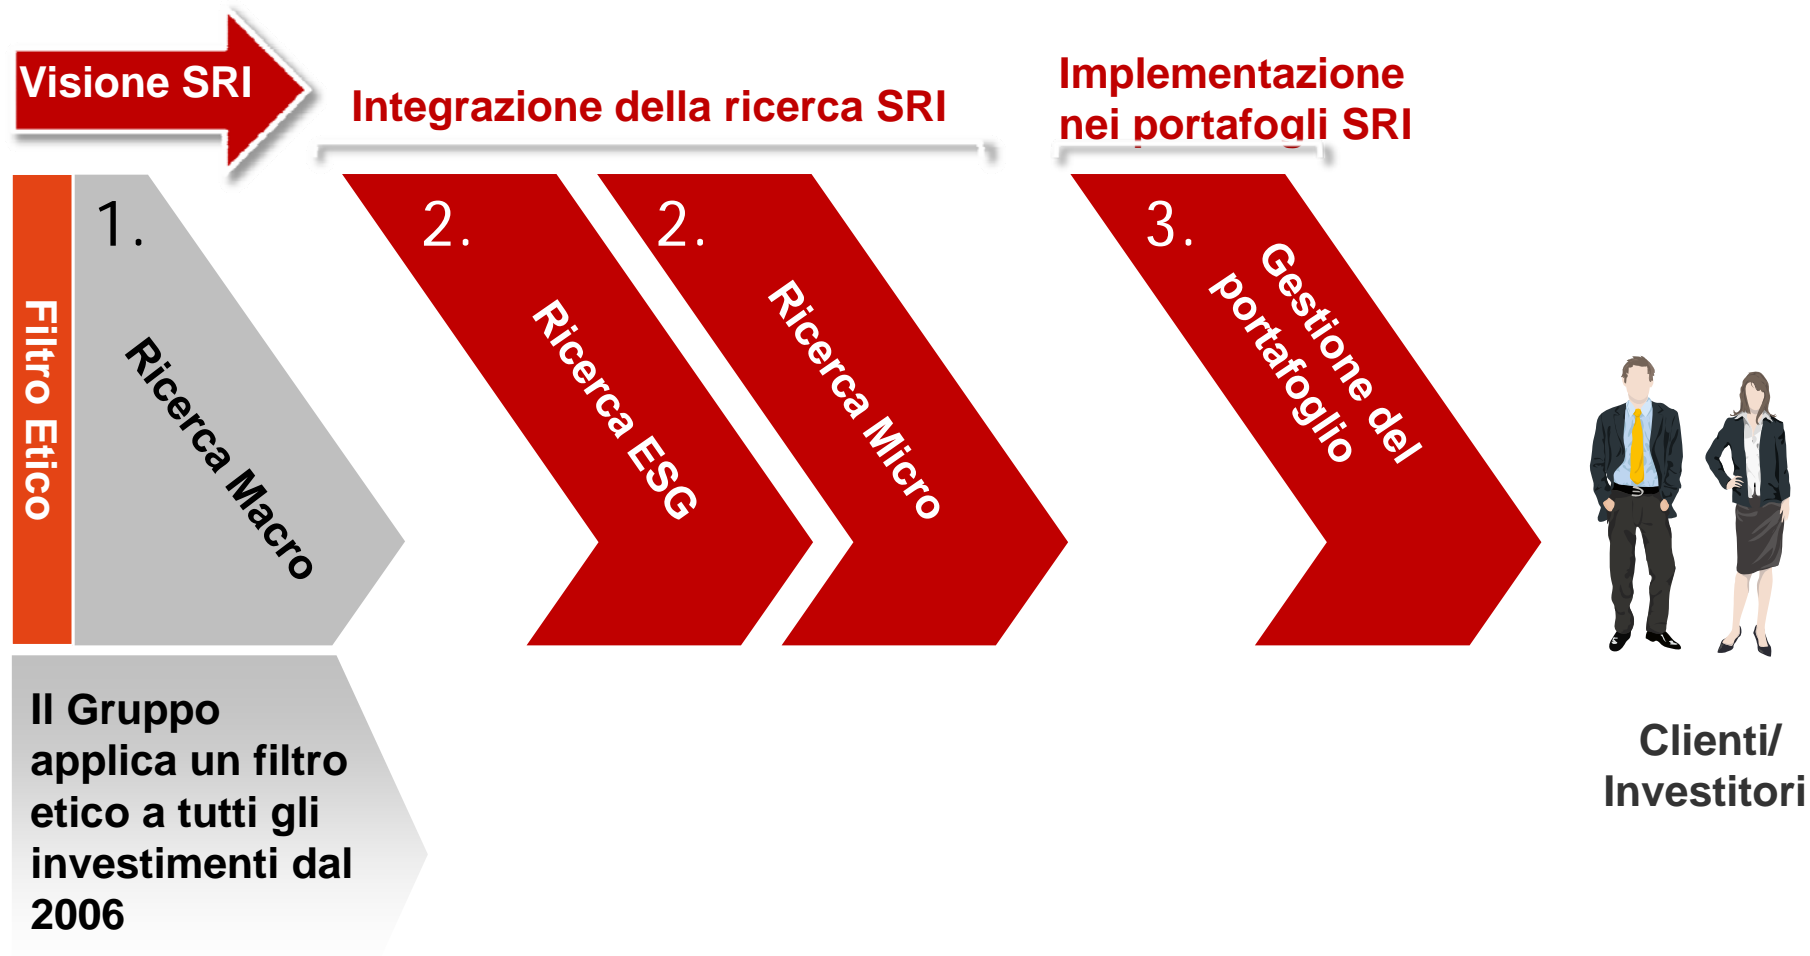 Visione SRI
Integrazione della ricerca SRI
Implementazione
nei portafogli SRI
Filtro Etico
1.
Ricerca Macro
2.
Ricerca ESG
2.
Ricerca Micro
3.
Gestione del
portafoglio
Il Gruppo
applica un filtro
etico a tutti gli
investimenti dal
2006
Clienti/
Investitori